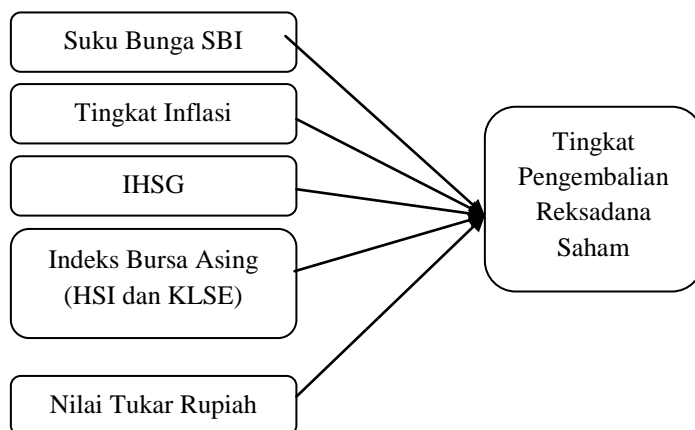 Suku Bunga SBI
Tingkat Inflasi
IHSG
Indeks Bursa Asing
(HSI dan KLSE)
Nilai Tukar Rupiah
Tingkat
Pengembalian
Reksadana
Saham